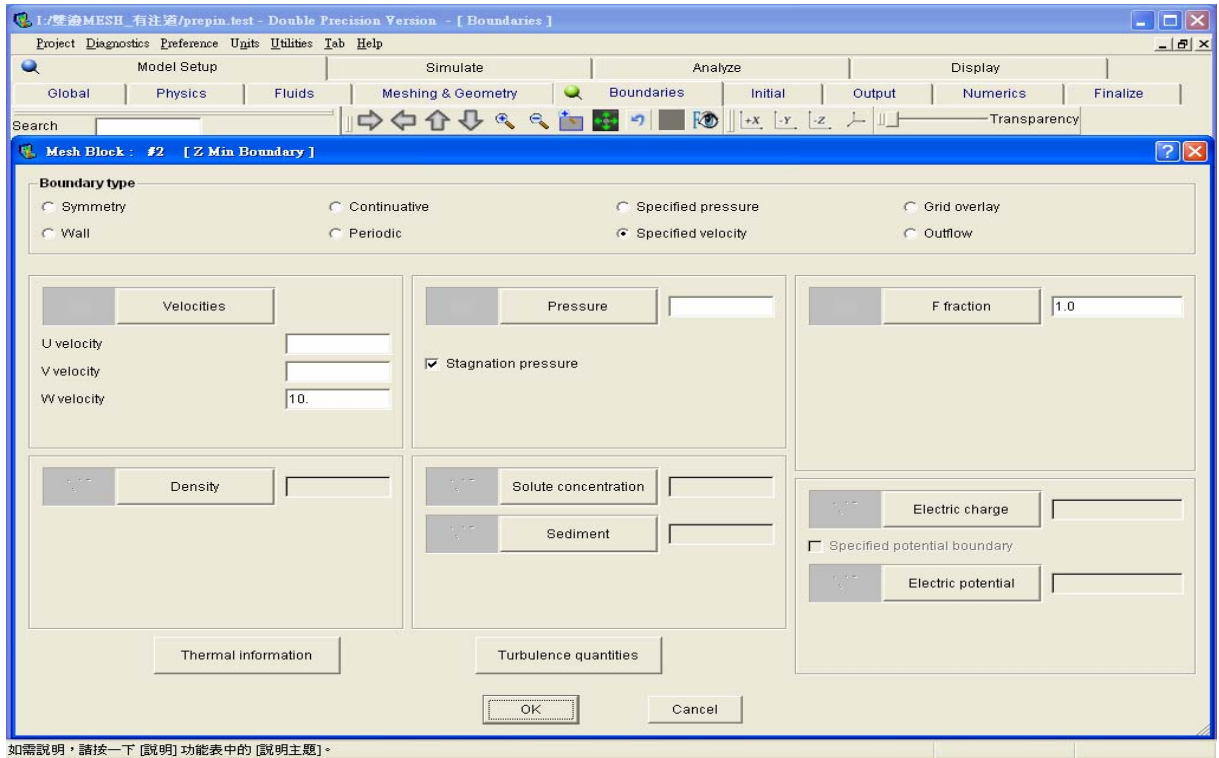 I:/雙澆MESH_有注道/prepin.test - Double Precision Version - [ Boundaries ]
Project Diagnostics Preference Units Utilities Tab Help
Model Setup Simulate Analyze Display
Global Physics Fluids Meshing & Geometry Boundaries Initial Output Numerics Finalize
Search +X -Y -Z Transparency
Mesh Block : #2 [ Z Min Boundary ]
Boundary type
Symmetry Continuative Specified pressure Grid overlay
Wall Periodic Specified velocity Outflow
Velocities Pressure F fraction 1.0
U velocity
Stagnation pressure
V velocity
W velocity 10.
Density Solute concentration
Electric charge
Sediment
Specified potential boundary
Electric potential
Thermal information Turbulence quantities
OK Cancel
如需說明，請按一下 [說明] 功能表中的 [說明主題]。